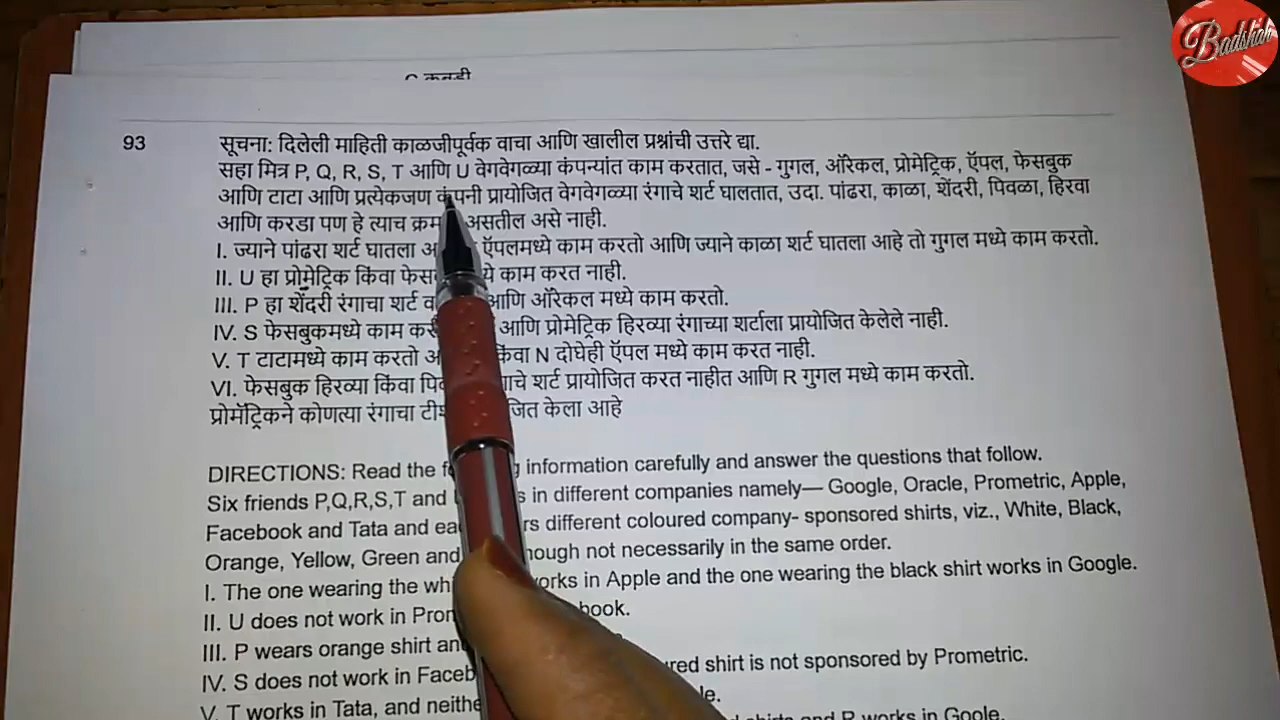 Badshah
C कनडी
93
सूचना: दिलेली माहिती काळजीपूर्वक वाचा आणि खालील प्रश्नांची उत्तरे द्या.
सहा मित्र P, Q, R, S, T आणि U वेगवेगळ्या कंपन्यांत काम करतात, जसे - गुगल, ऑरेकल, प्रोमेट्रिक, ऍपल, फेसबुक
आणि टाटा आणि प्रत्येकजण कंपनी प्रायोजित वेगवेगळ्या रंगाचे शर्ट घालतात, उदा. पांढरा, काळा, शेंदरी, पिवळा, हिरवा
आणि करडा पण हे त्याच असतील असे नाही.
I. ज्याने पांढरा शर्ट घातला ऍपलमध्ये काम करतो आणि ज्याने काळा शर्ट घातला आहे तो गुगल मध्ये काम करतो.
II. U हा प्रोमेट्रिक किंवा काम करत नाही.
III. P हा शेंदरी रंगाचा शर्ट आणि ऑरेकल मध्ये काम करतो.
IV. S फेसबुकमध्ये काम आणि प्रोमेट्रिक हिरव्या रंगाच्या शर्टाला प्रायोजित केलेले नाही.
V. T टाटामध्ये काम करतो किंवा N दोघेही ऍपल मध्ये काम करत नाही.
VI. फेसबुक हिरव्या किंवा शर्ट प्रायोजित करत नाहीत आणि R गुगल मध्ये काम करतो.
प्रोमॅट्रिकने कोणत्या रंगाचा केला आहे
DIRECTIONS: Read the information carefully and answer the questions that follow.
Six friends P,Q,R,S,T and in different companies namely— Google, Oracle, Prometric, Apple,
Facebook and Tata and different coloured company- sponsored shirts, viz., White, Black,
Orange, Yellow, Green and though not necessarily in the same order.
I. The one wearing the works in Apple and the one wearing the black shirt works in Google.
II. U does not work in
III. P wears orange shirt
IV. S does not work in shirt is not sponsored by Prometric.
V. T works in Tata, and
and R works in Goole.